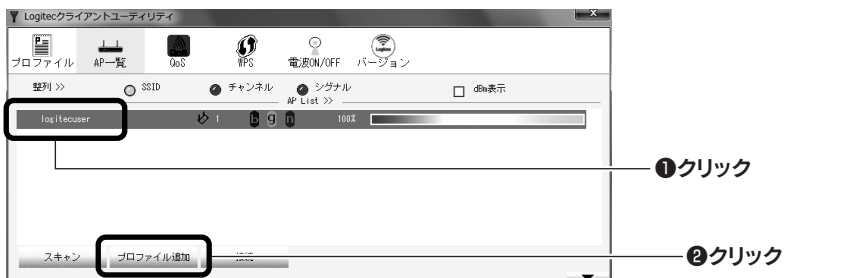 Logitecクライアントユーティリティ
プロファイル AP一覧 QoS WPS 電波ON/OFF バージョン
整列 >> SSID チャンネル シグナル dBm表示
AP List >>
logitecuser 1 b g n 100%
❶クリック
スキャン プロファイル追加 接続
❷クリック